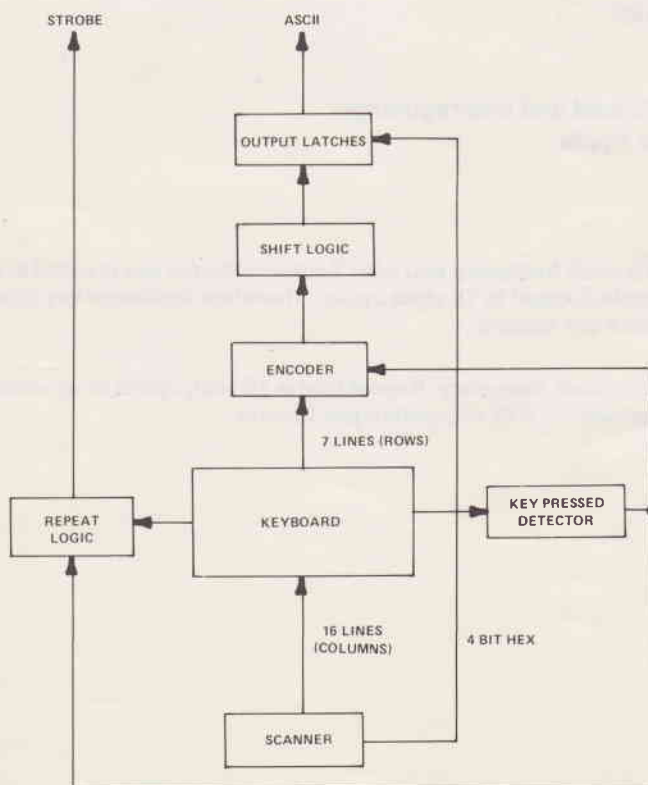 STROBE
ASCII
OUTPUT LATCHES
SHIFT LOGIC
ENCODER
7 LINES (ROWS)
KEYBOARD
REPEAT
LOGIC
KEY PRESSED
DETECTOR
16 LINES
(COLUMNS)
4 BIT HEX
SCANNER